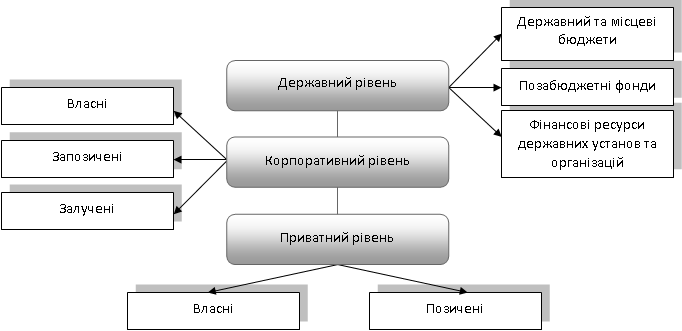 Державний та місцеві
бюджети
Державний рівень
Позабюджетні фонди
Власні
Фінансові ресурси
державних установ та
організацій
Запозичені
Корпоративний рівень
Залучені
Приватний рівень
Власні
Позичені